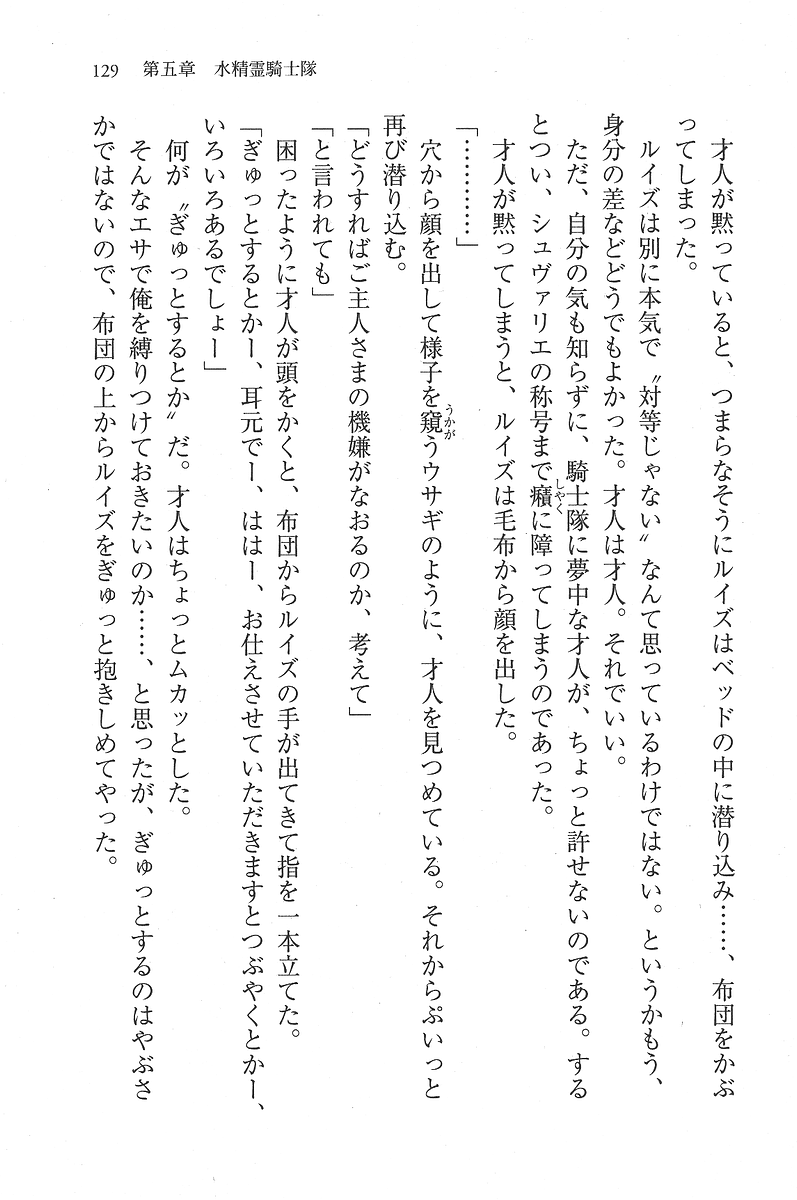 129　第五章　水精霊騎士隊
　才人が黙っていると、つまらなそうにルイズはベッドの中に潜り込み……、布団をかぶ
ってしまった。
　ルイズは別に本気で〝対等じゃない〟なんて思っているわけではない。というかもう、
身分の差などどうでもよかった。才人は才人。それでいい。
　ただ、自分の気も知らずに、騎士隊に夢中な才人が、ちょっと許せないのである。する
とつい、シュヴァリエの称号まで癪しゃくに障ってしまうのであった。
　才人が黙ってしまうと、ルイズは毛布から顔を出した。
「…………」
　穴から顔を出して様子を窺うかがうウサギのように、才人を見つめている。それからぷいっと
再び潜り込む。
「どうすればご主人さまの機嫌がなおるのか、考えて」
「と言われても」
　困ったように才人が頭をかくと、布団からルイズの手が出てきて指を一本立てた。
「ぎゅっとするとかー、耳元でー、ははー、お仕えさせていただきますとつぶやくとかー、
いろいろあるでしょー」
　何が〝ぎゅっとするとか〟だ。才人はちょっとムカッとした。
　そんなエサで俺を縛りつけておきたいのか……、と思ったが、ぎゅっとするのはやぶさ
かではないので、布団の上からルイズをぎゅっと抱きしめてやった。